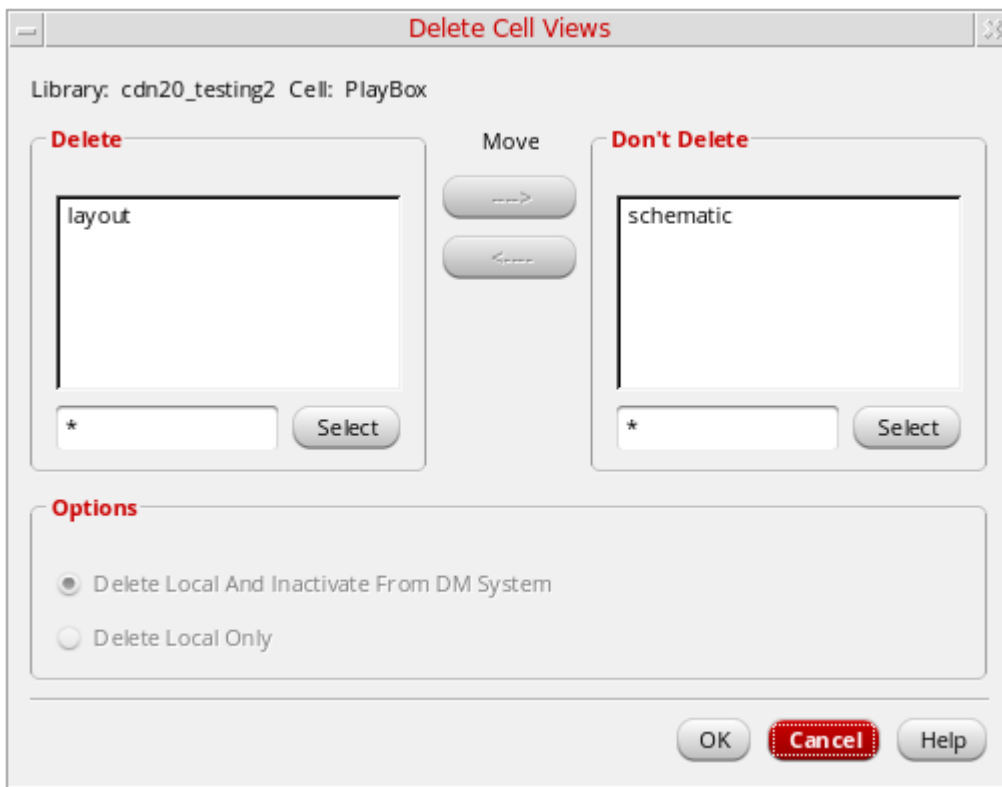 Delete Cell Views
Library: cdn20_testing2 Cell: PlayBox
Delete
Move
Don't Delete
---->
<----
layout
schematic
*
Select
*
Select
Options
Delete Local And Inactivate From DM System
Delete Local Only
OK
Cancel
Help